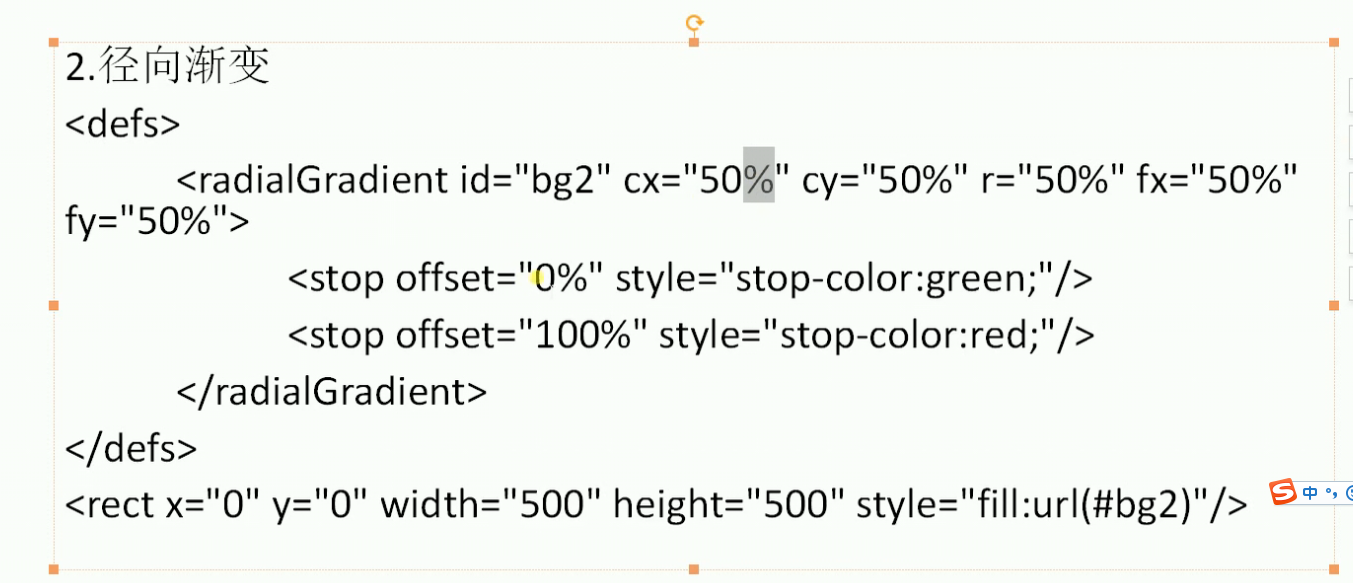 2.径向渐变
<defs>
<radialGradient id="bg2" cx="50%" cy="50%" r="50%" fx="50%"
fy="50%">
<stop offset="0%" style="stop-color:green;"/>
<stop offset="100%" style="stop-color:red;"/>
</radialGradient>
</defs>
<rect x="0" y="0" width="500" height="500" style="fill:url(#bg2)"/>
S 中 °,